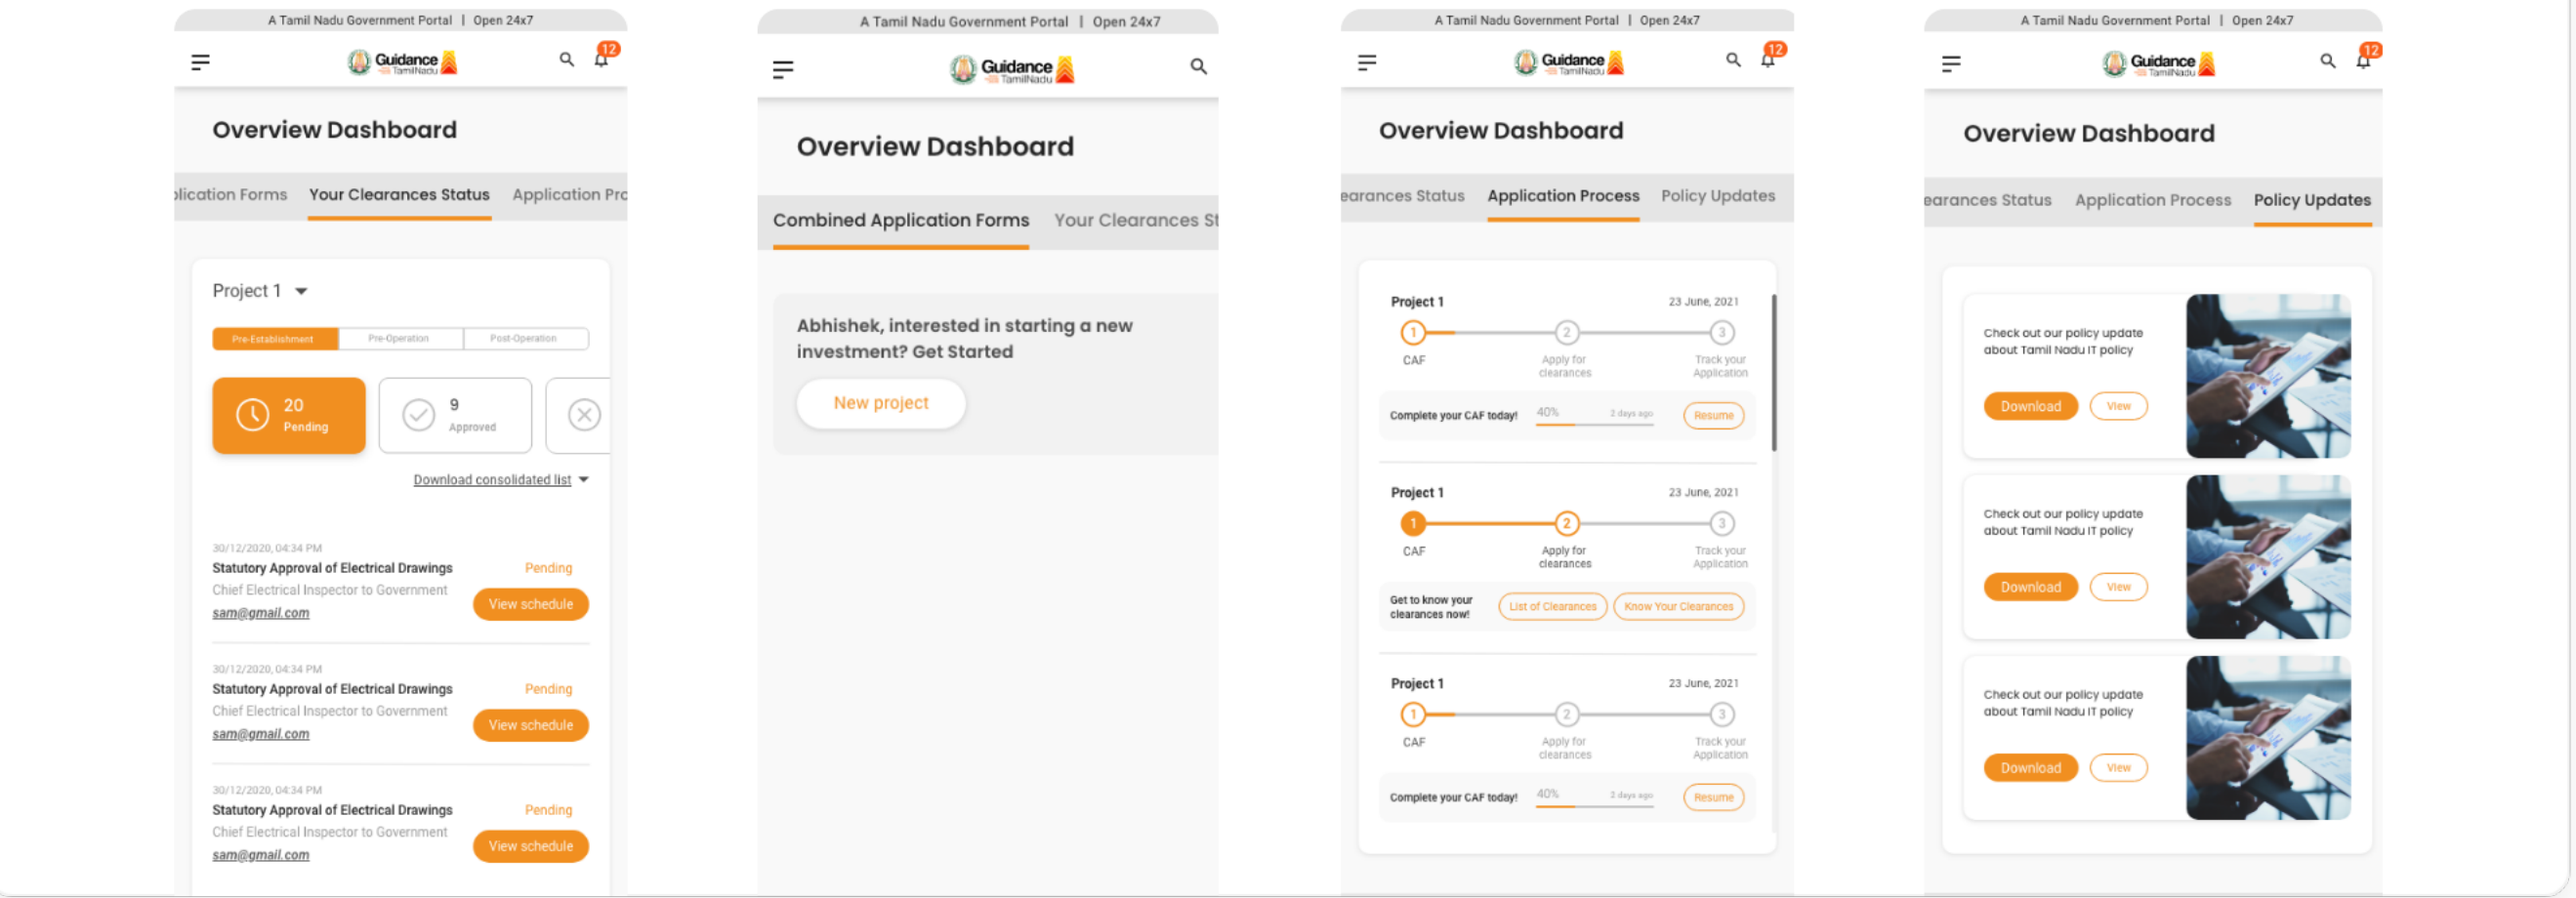 A Tamil Nadu Government Portal | Open 24x7
Guidance
TamilNadu
12
Overview Dashboard
plication Forms Your Clearances Status Application Pro
Project 1
Pre-Establishment Pre-Operation Post-Operation
20
Pending
9
Approved
Download consolidated list
30/12/2020, 04:34 PM
Statutory Approval of Electrical Drawings Pending
Chief Electrical Inspector to Government
sam@gmail.com
View schedule
30/12/2020, 04:34 PM
Statutory Approval of Electrical Drawings Pending
Chief Electrical Inspector to Government
sam@gmail.com
View schedule
30/12/2020, 04:34 PM
Statutory Approval of Electrical Drawings Pending
Chief Electrical Inspector to Government
sam@gmail.com
View schedule
A Tamil Nadu Government Portal | Open 24x7
Guidance
TamilNadu
Overview Dashboard
Combined Application Forms Your Clearances St
Abhishek, interested in starting a new
investment? Get Started
New project
A Tamil Nadu Government Portal | Open 24x7
Guidance
TamilNadu
12
Overview Dashboard
earances Status Application Process Policy Updates
Project 1 23 June, 2021
1 2 3
CAF Apply for Track your
clearances Application
Complete your CAF today! 40% 2 days ago Resume
Project 1 23 June, 2021
1 2 3
CAF Apply for Track your
clearances Application
Get to know your
clearances now!
List of Clearances Know Your Clearances
Project 1 23 June, 2021
1 2 3
CAF Apply for Track your
clearances Application
Complete your CAF today! 40% 2 days ago Resume
A Tamil Nadu Government Portal | Open 24x7
Guidance
TamilNadu
12
Overview Dashboard
earances Status Application Process Policy Updates
Check out our policy update
about Tamil Nadu IT policy
Download View
Check out our policy update
about Tamil Nadu IT policy
Download View
Check out our policy update
about Tamil Nadu IT policy
Download View